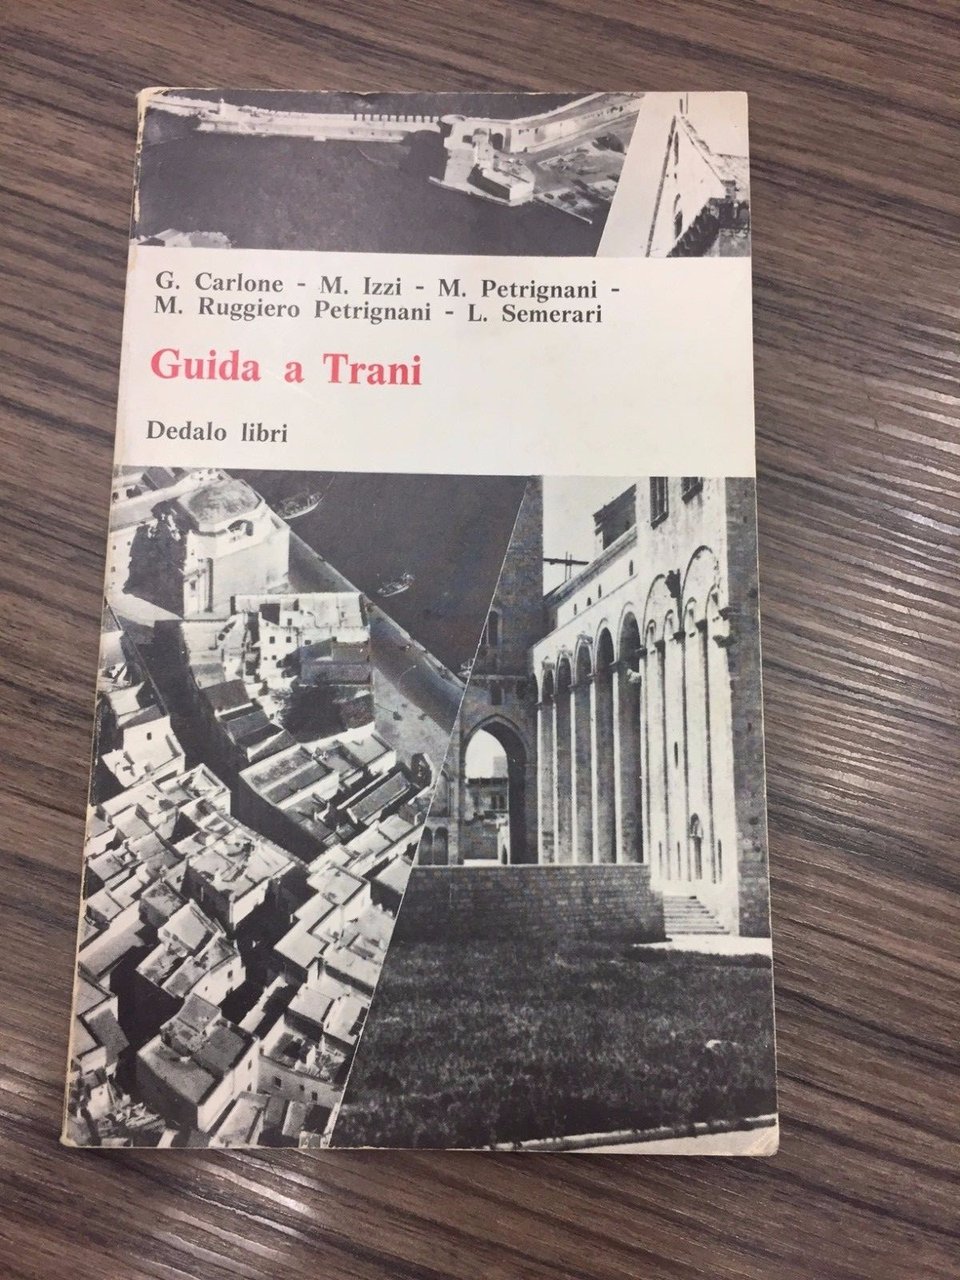 G. Carlone - M. Izzi - M. Petrignani -
M. Ruggiero Petrignani - L. Semerari
Guida a Trani
Dedalo libri